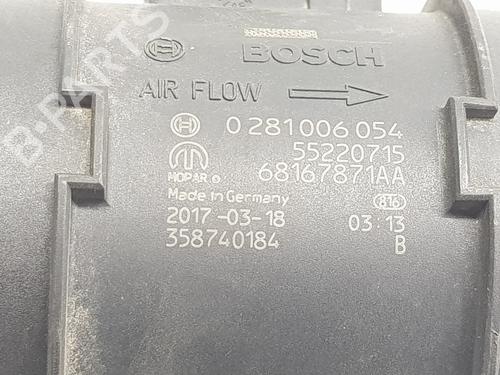 BOSCH
AIR FLOW
0 281 006 054
55220715
MOPAR ® 68167871AA
Made in Germany 816
2017-03-18 03:13
358740184 B
B-PARTS